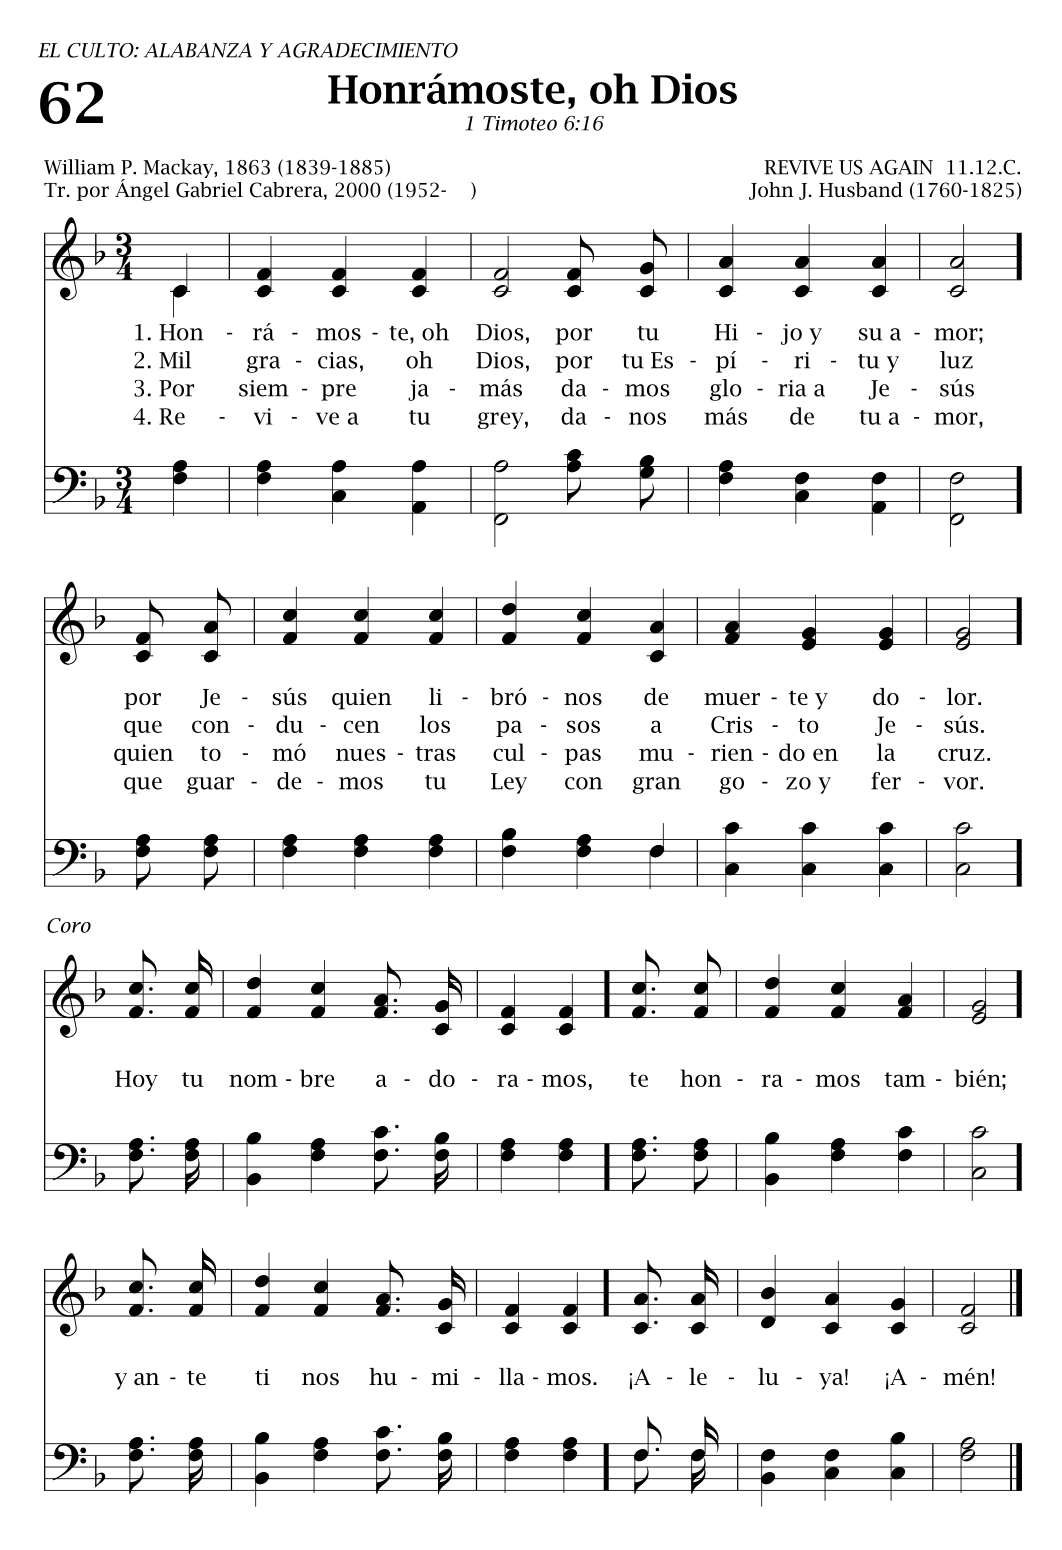 EL CULTO: ALABANZA Y AGRADECIMIENTO
62
Honrámoste, oh Dios
1 Timoteo 6:16
William P. Mackay, 1863 (1839-1885)
REVIVE US AGAIN 11.12.C.
Tr. por Ángel Gabriel Cabrera, 2000 (1952- )
John J. Husband (1760-1825)
3
4
1. Hon - rá - mos - te, oh Dios, por tu Hi - jo y su a - mor;
2. Mil gra - cias, oh Dios, por tu Es - pí - ri - tu y luz
3. Por siem - pre ja - más da - mos glo - ria a Je - sús
4. Re - vi - ve a tu grey, da - nos más de tu a - mor,
3
4
por Je - sús quien li - bró - nos de muer - te y do - lor.
que con - du - cen los pa - sos a Cris - to Je - sús.
quien to - mó nues - tras cul - pas mu - rien - do en la cruz.
que guar - de - mos tu Ley con gran go - zo y fer - vor.
Coro
Hoy tu nom - bre a - do - ra - mos, te hon - ra - mos tam - bién;
y an - te ti nos hu - mi - lla - mos. ¡A - le - lu - ya! ¡A - mén!